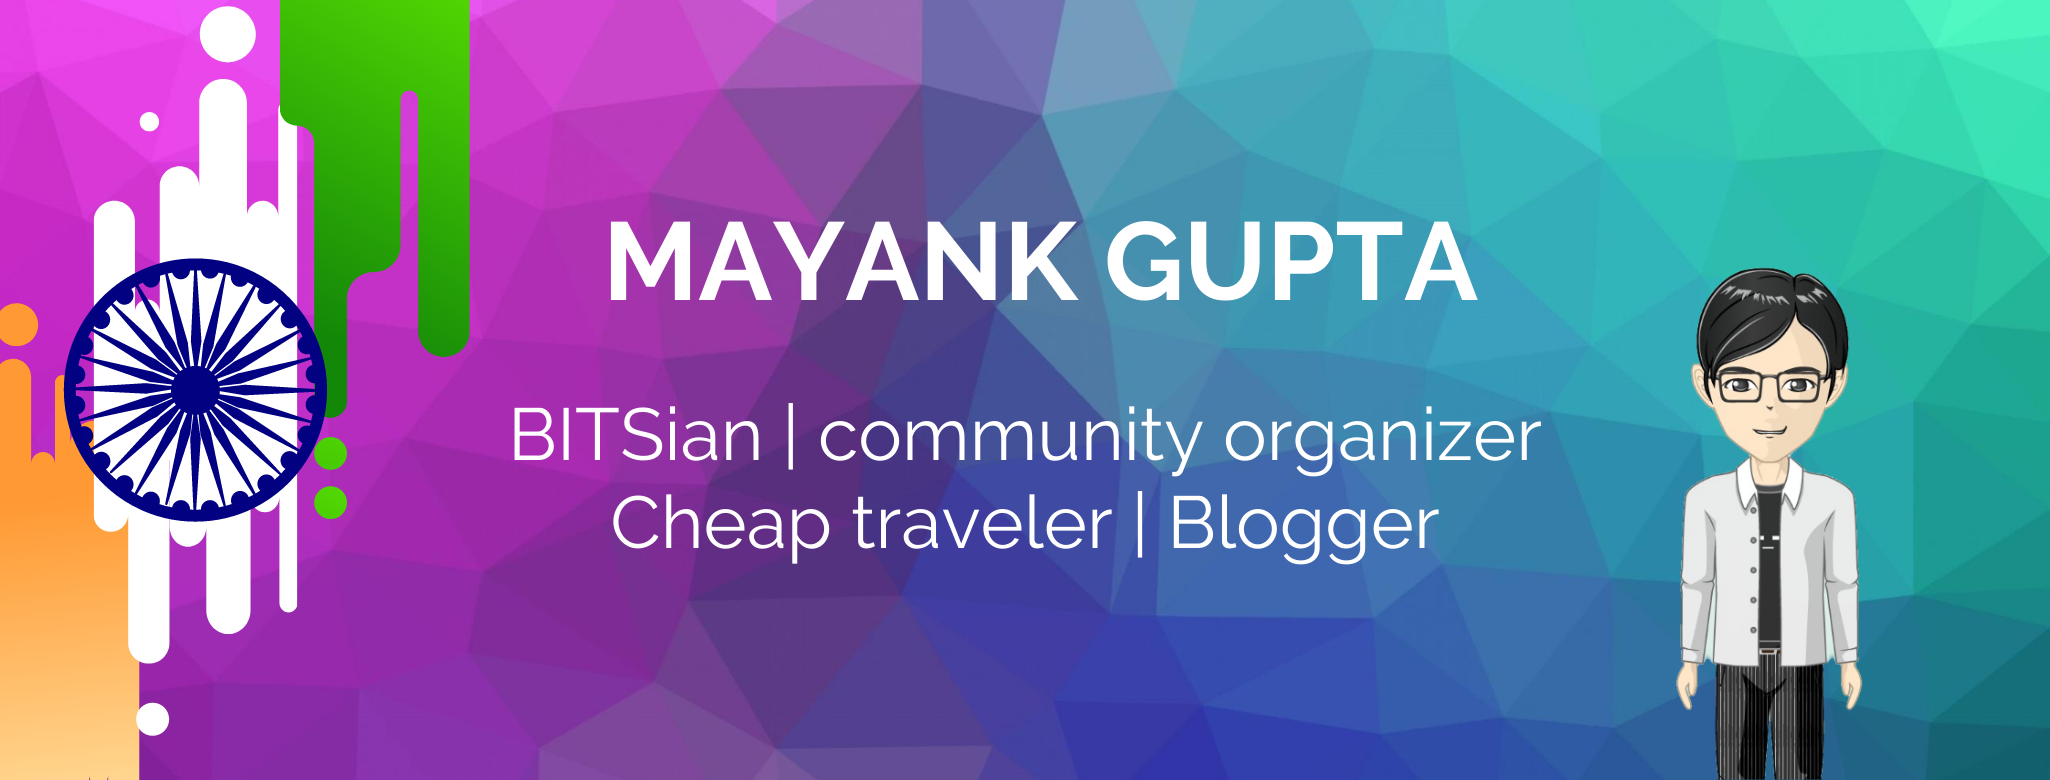 MAYANK GUPTA
BITSian | community organizer
Cheap traveler | Blogger